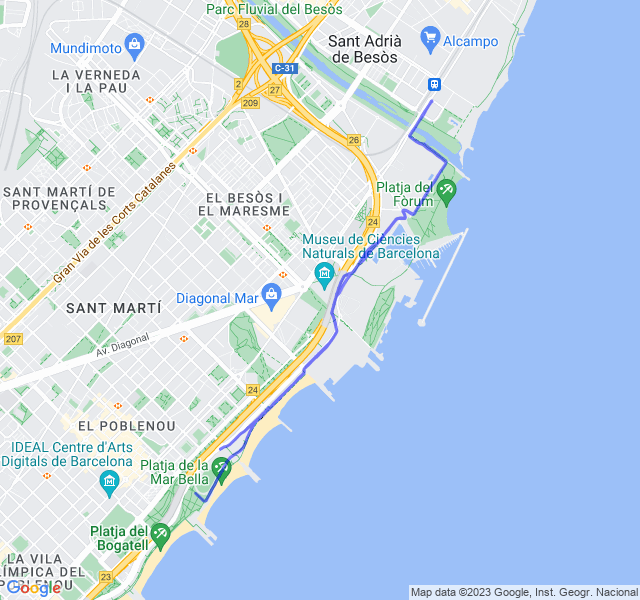 Parc Fluvial del Besòs
28
Mundimoto
Sant Adrià
de Besòs
Alcampo
C-31
LA VERNEDA
I LA PAU
2
27
209
26
Gran Via de les Corts Catalanes
SANT MARTÍ DE
PROVENÇALS
EL BESÒS I
EL MARESME
Platja del
Fòrum
24
Museu de Ciències
Naturals de Barcelona
Diagonal Mar
SANT MARTÍ
207
Av. Diagonal
24
EL POBLENOU
IDEAL Centre d'Arts
Digitals de Barcelona
Platja de la
Mar Bella
Platja del
Bogatell
LA VILA
OLÍMPICA DEL
POBLENOU
23
Google
Map data ©2023 Google, Inst. Geogr. Nacional